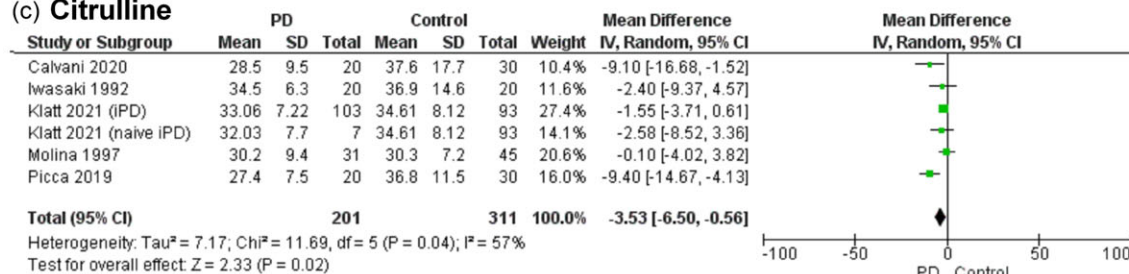 (c) Citrulline
PD Control Mean Difference Mean Difference
Study or Subgroup Mean SD Total Mean SD Total Weight IV, Random, 95% CI IV, Random, 95% CI
Calvani 2020 28.5 9.5 20 37.6 17.7 30 10.4% -9.10 [-16.68, -1.52]
Iwasaki 1992 34.5 6.3 20 36.9 14.6 20 11.6% -2.40 [-9.37, 4.57]
Klatt 2021 (iPD) 33.06 7.22 103 34.61 8.12 93 27.4% -1.55 [-3.71, 0.61]
Klatt 2021 (naive iPD) 32.03 7.7 7 34.61 8.12 93 14.1% -2.58 [-8.52, 3.36]
Molina 1997 30.2 9.4 31 30.3 7.2 45 20.6% -0.10 [-4.02, 3.82]
Picca 2019 27.4 7.5 20 36.8 11.5 30 16.0% -9.40 [-14.67, -4.13]
Total (95% CI) 201 311 100.0% -3.53 [-6.50, -0.56]
Heterogeneity: Tau² = 7.17; Chi² = 11.69, df = 5 (P = 0.04); I² = 57%
Test for overall effect: Z = 2.33 (P = 0.02)
-100 -50 0 50 100
PD Control